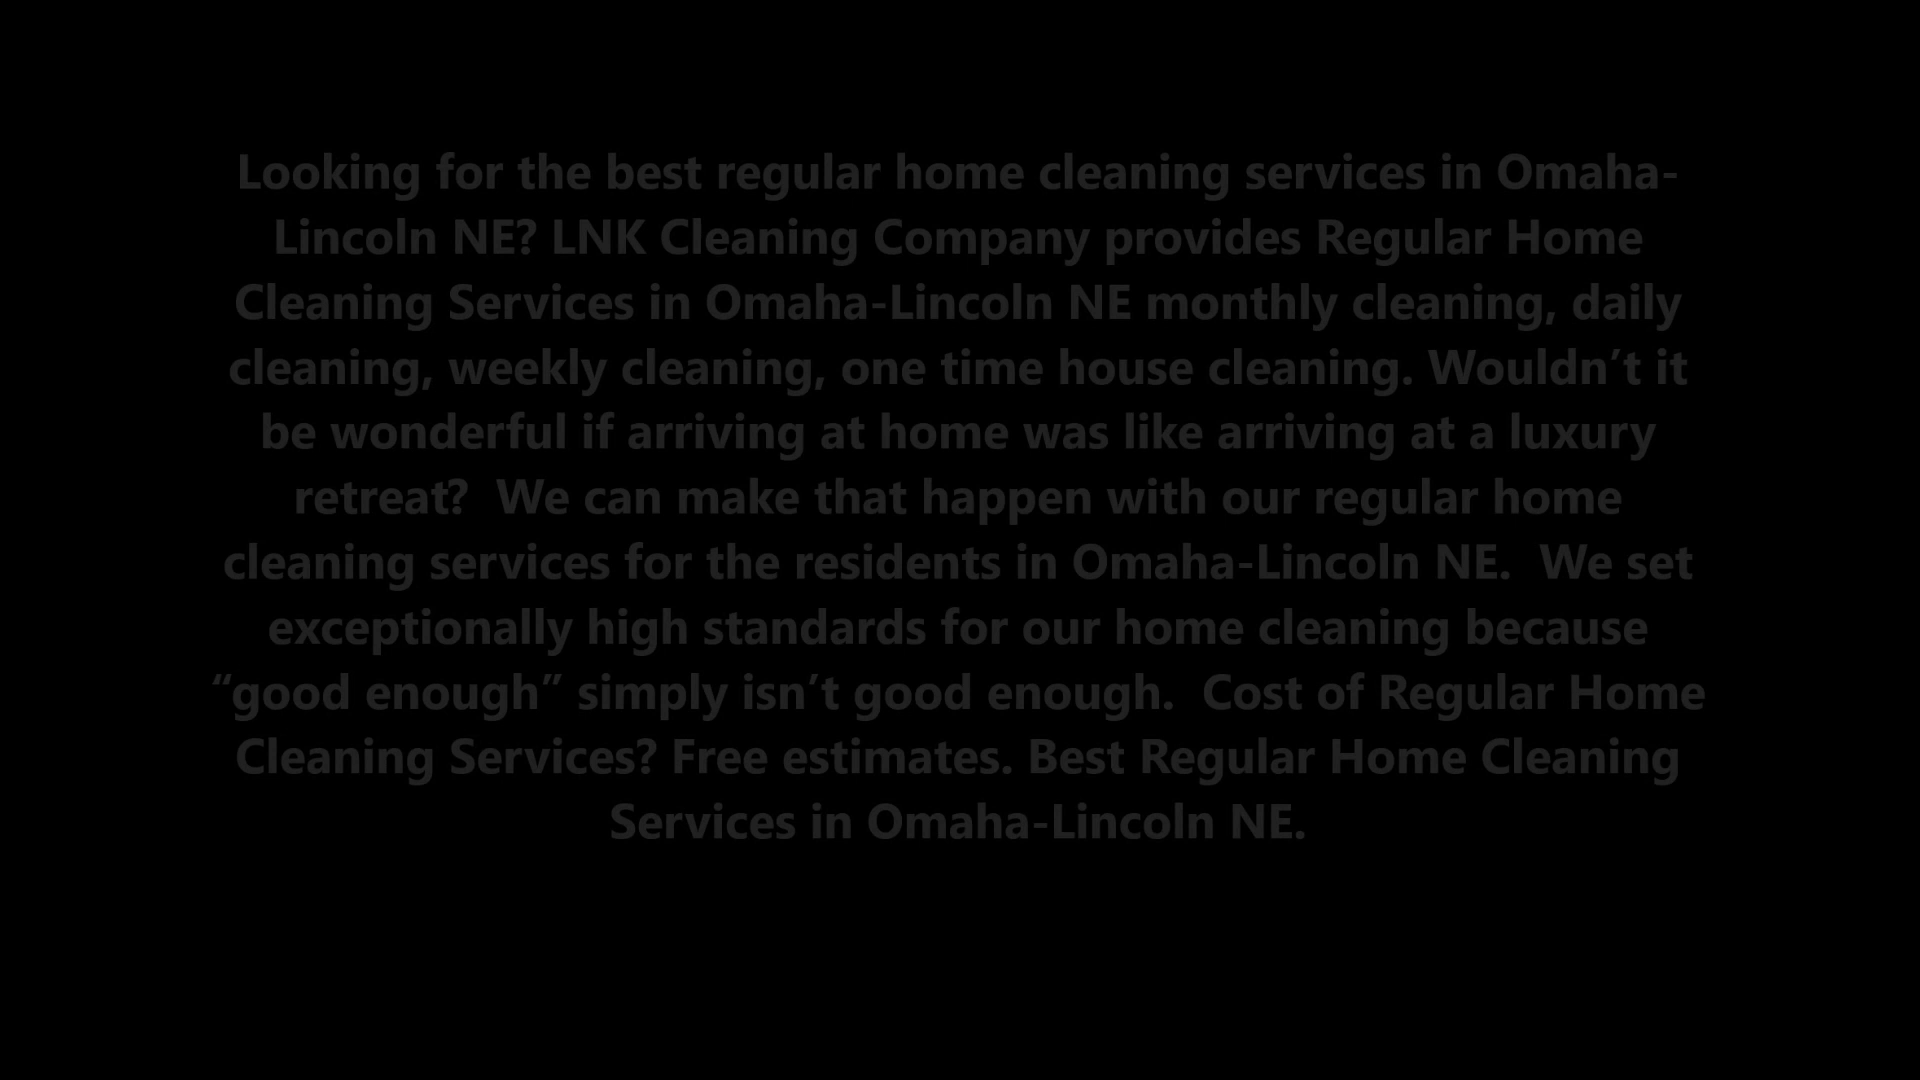 Looking for the best regular home cleaning services in Omaha-
Lincoln NE? LNK Cleaning Company provides Regular Home
Cleaning Services in Omaha-Lincoln NE monthly cleaning, daily
cleaning, weekly cleaning, one time house cleaning. Wouldn’t it
be wonderful if arriving at home was like arriving at a luxury
retreat?  We can make that happen with our regular home
cleaning services for the residents in Omaha-Lincoln NE.  We set
exceptionally high standards for our home cleaning because
“good enough” simply isn’t good enough.  Cost of Regular Home
Cleaning Services? Free estimates. Best Regular Home Cleaning
Services in Omaha-Lincoln NE.